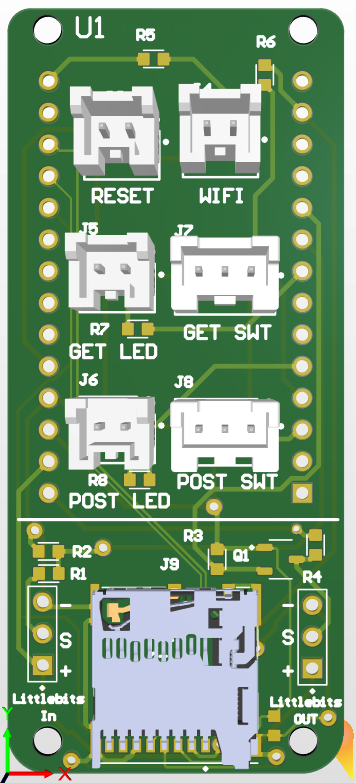 U1
R5
R6
RESET
WIFI
J5
J7
R7
GET LED
GET SWT
J6
J8
R8
POST LED
POST SWT
R3
Q1
R2
J9
R1
R4
-
-
S
S
+
+
Littlebits
In
Littlebits
OUT
Y
X